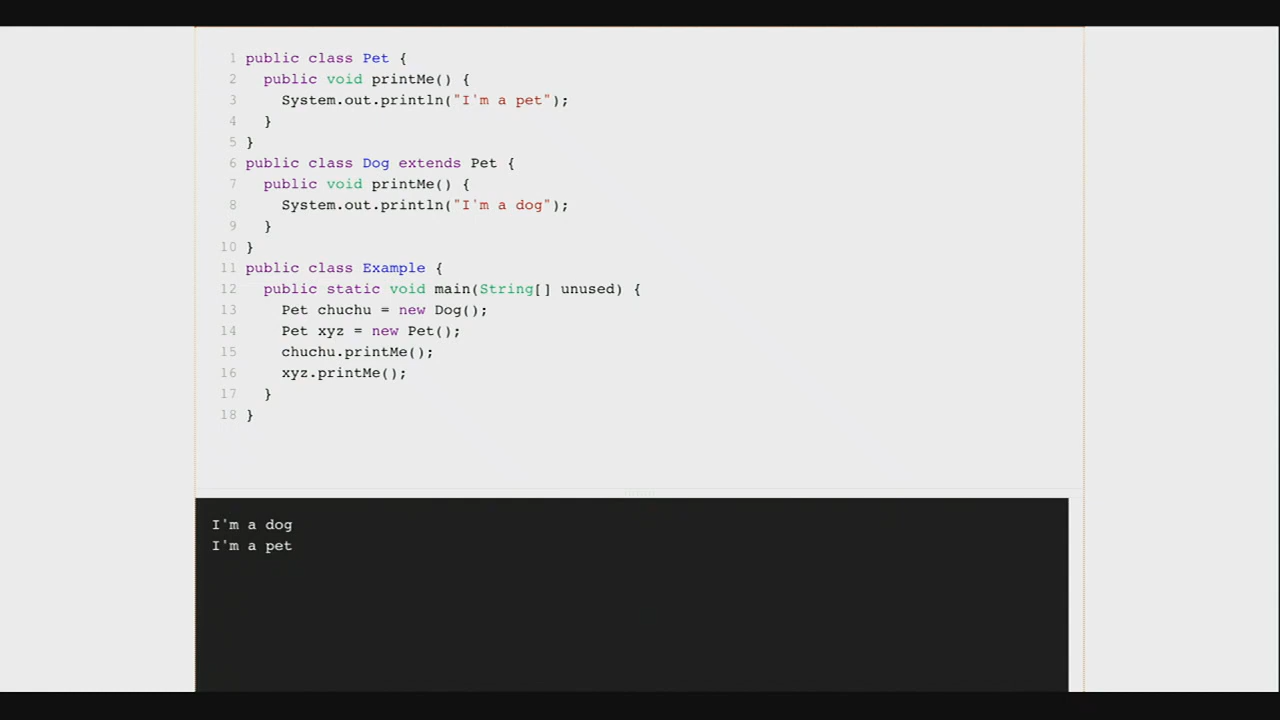 1 public class Pet {
2   public void printMe() {
3     System.out.println("I'm a pet");
4   }
5 }
6 public class Dog extends Pet {
7   public void printMe() {
8     System.out.println("I'm a dog");
9   }
10 }
11 public class Example {
12   public static void main(String[] unused) {
13     Pet chuchu = new Dog();
14     Pet xyz = new Pet();
15     chuchu.printMe();
16     xyz.printMe();
17   }
18 }
I'm a dog
I'm a pet